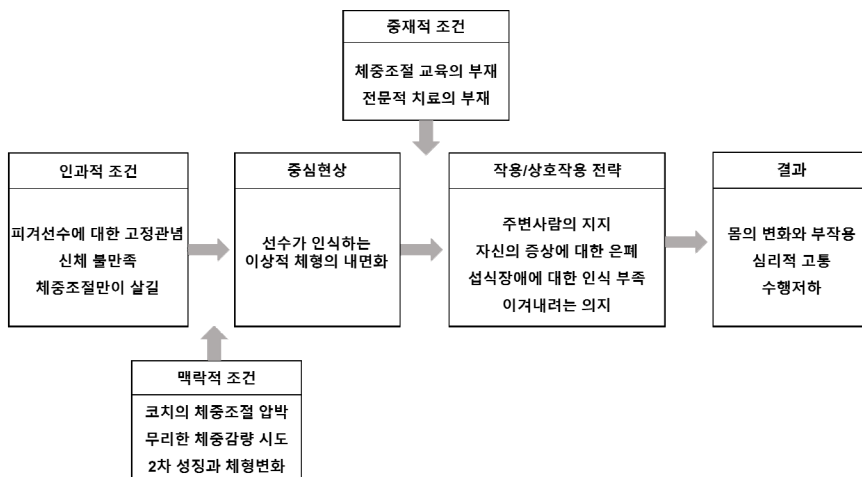 중재적 조건
체중조절 교육의 부재
전문적 치료의 부재
인과적 조건
피겨선수에 대한 고정관념
신체 불만족
체중조절만이 살길
중심현상
선수가 인식하는
이상적 체형의 내면화
작용/상호작용 전략
주변사람의 지지
자신의 증상에 대한 은폐
섭식장애에 대한 인식 부족
이겨내려는 의지
결과
몸의 변화와 부작용
심리적 고통
수행저하
맥락적 조건
코치의 체중조절 압박
무리한 체중감량 시도
2차 성징과 체형변화